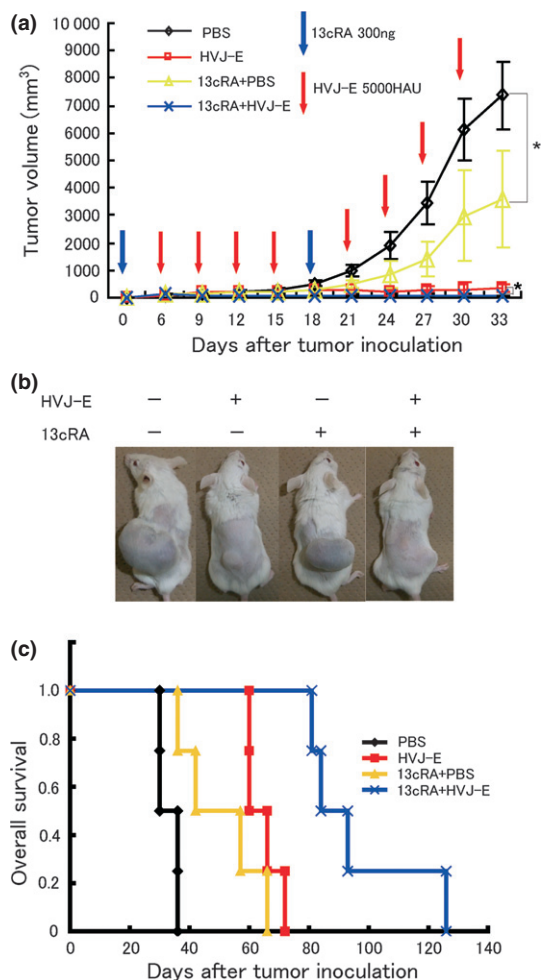 (a)
10 000
9000
8000
7000
6000
5000
4000
3000
2000
1000
0
Tumor volume (mm³)
PBS
HVJ-E
13cRA+PBS
13cRA+HVJ-E
13cRA 300ng
HVJ-E 5000HAU
*
*
0 6 9 12 15 18 21 24 27 30 33
Days after tumor inoculation
(b)
HVJ-E − + − +
13cRA − − + +
(c)
1.0
0.8
0.6
0.4
0.2
0
Overall survival
PBS
HVJ-E
13cRA+PBS
13cRA+HVJ-E
0 20 40 60 80 100 120 140
Days after tumor inoculation